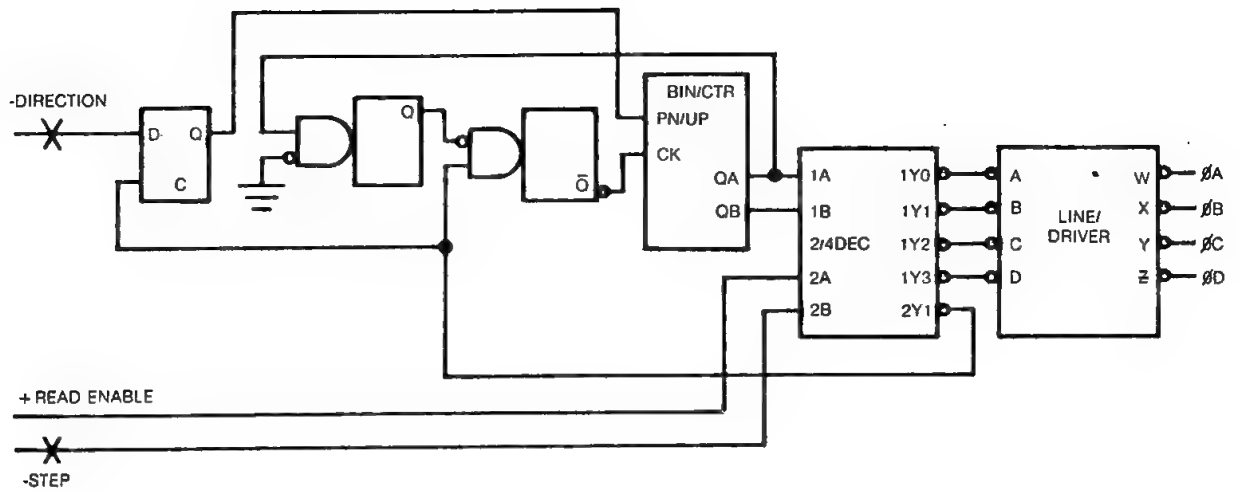 -DIRECTION
D Q
C
Q
Q̅
BIN/CTR
PN/UP
CK
QA
QB
1A 1Y0
1B 1Y1
2/4DEC 1Y2
2A 1Y3
2B 2Y1
A W
B X
LINE/
DRIVER
C Y
D Z
ØA
ØB
ØC
ØD
+ READ ENABLE
-STEP